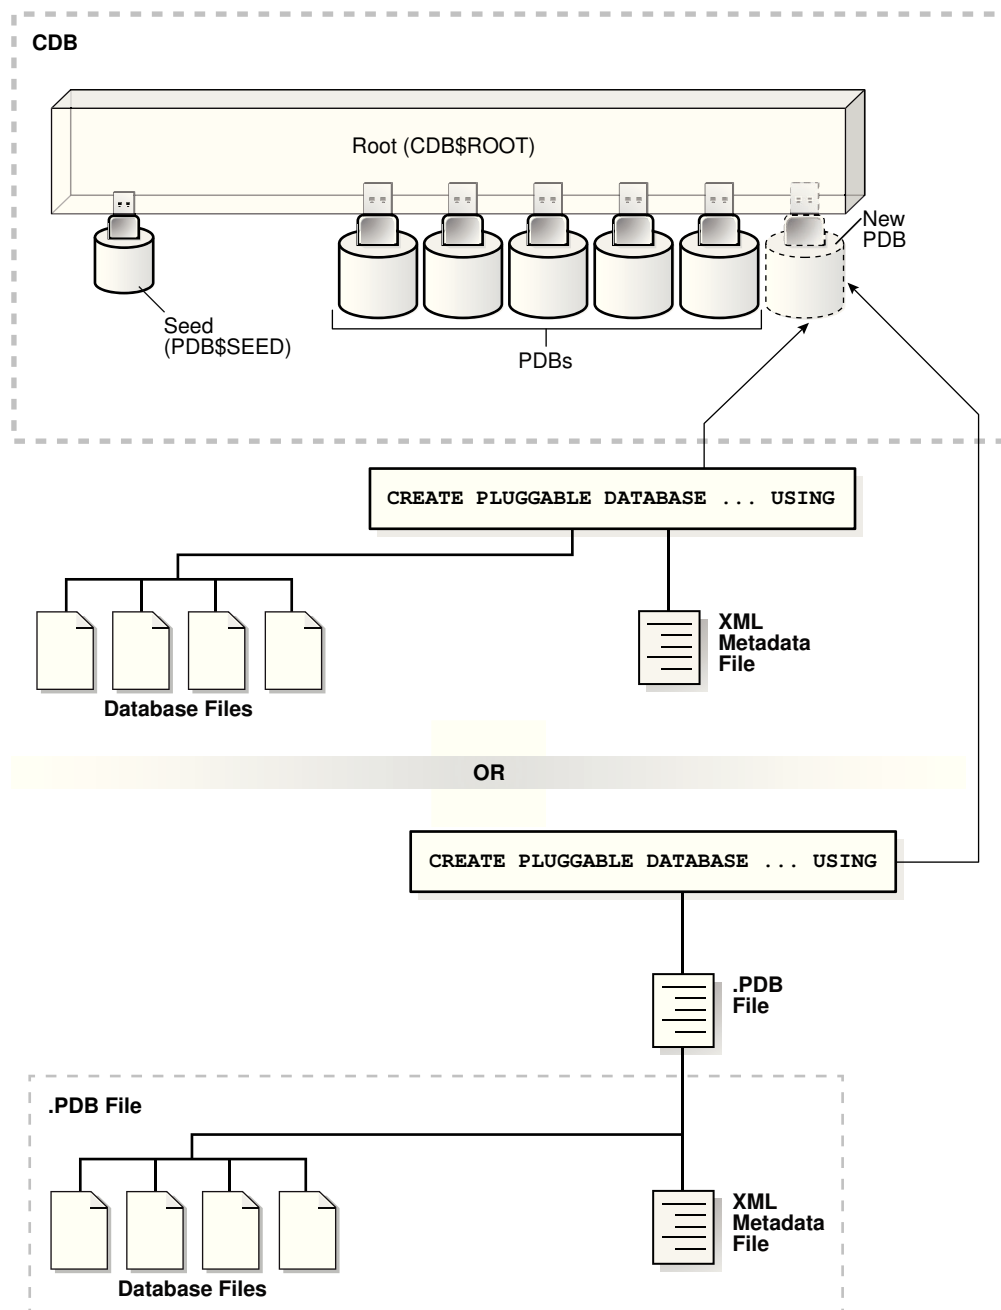 CDB
Root (CDB$ROOT)
New
PDB
Seed
(PDB$SEED)
PDBs
CREATE PLUGGABLE DATABASE ... USING
XML
Metadata
File
Database Files
OR
CREATE PLUGGABLE DATABASE ... USING
.PDB
File
.PDB File
XML
Metadata
File
Database Files